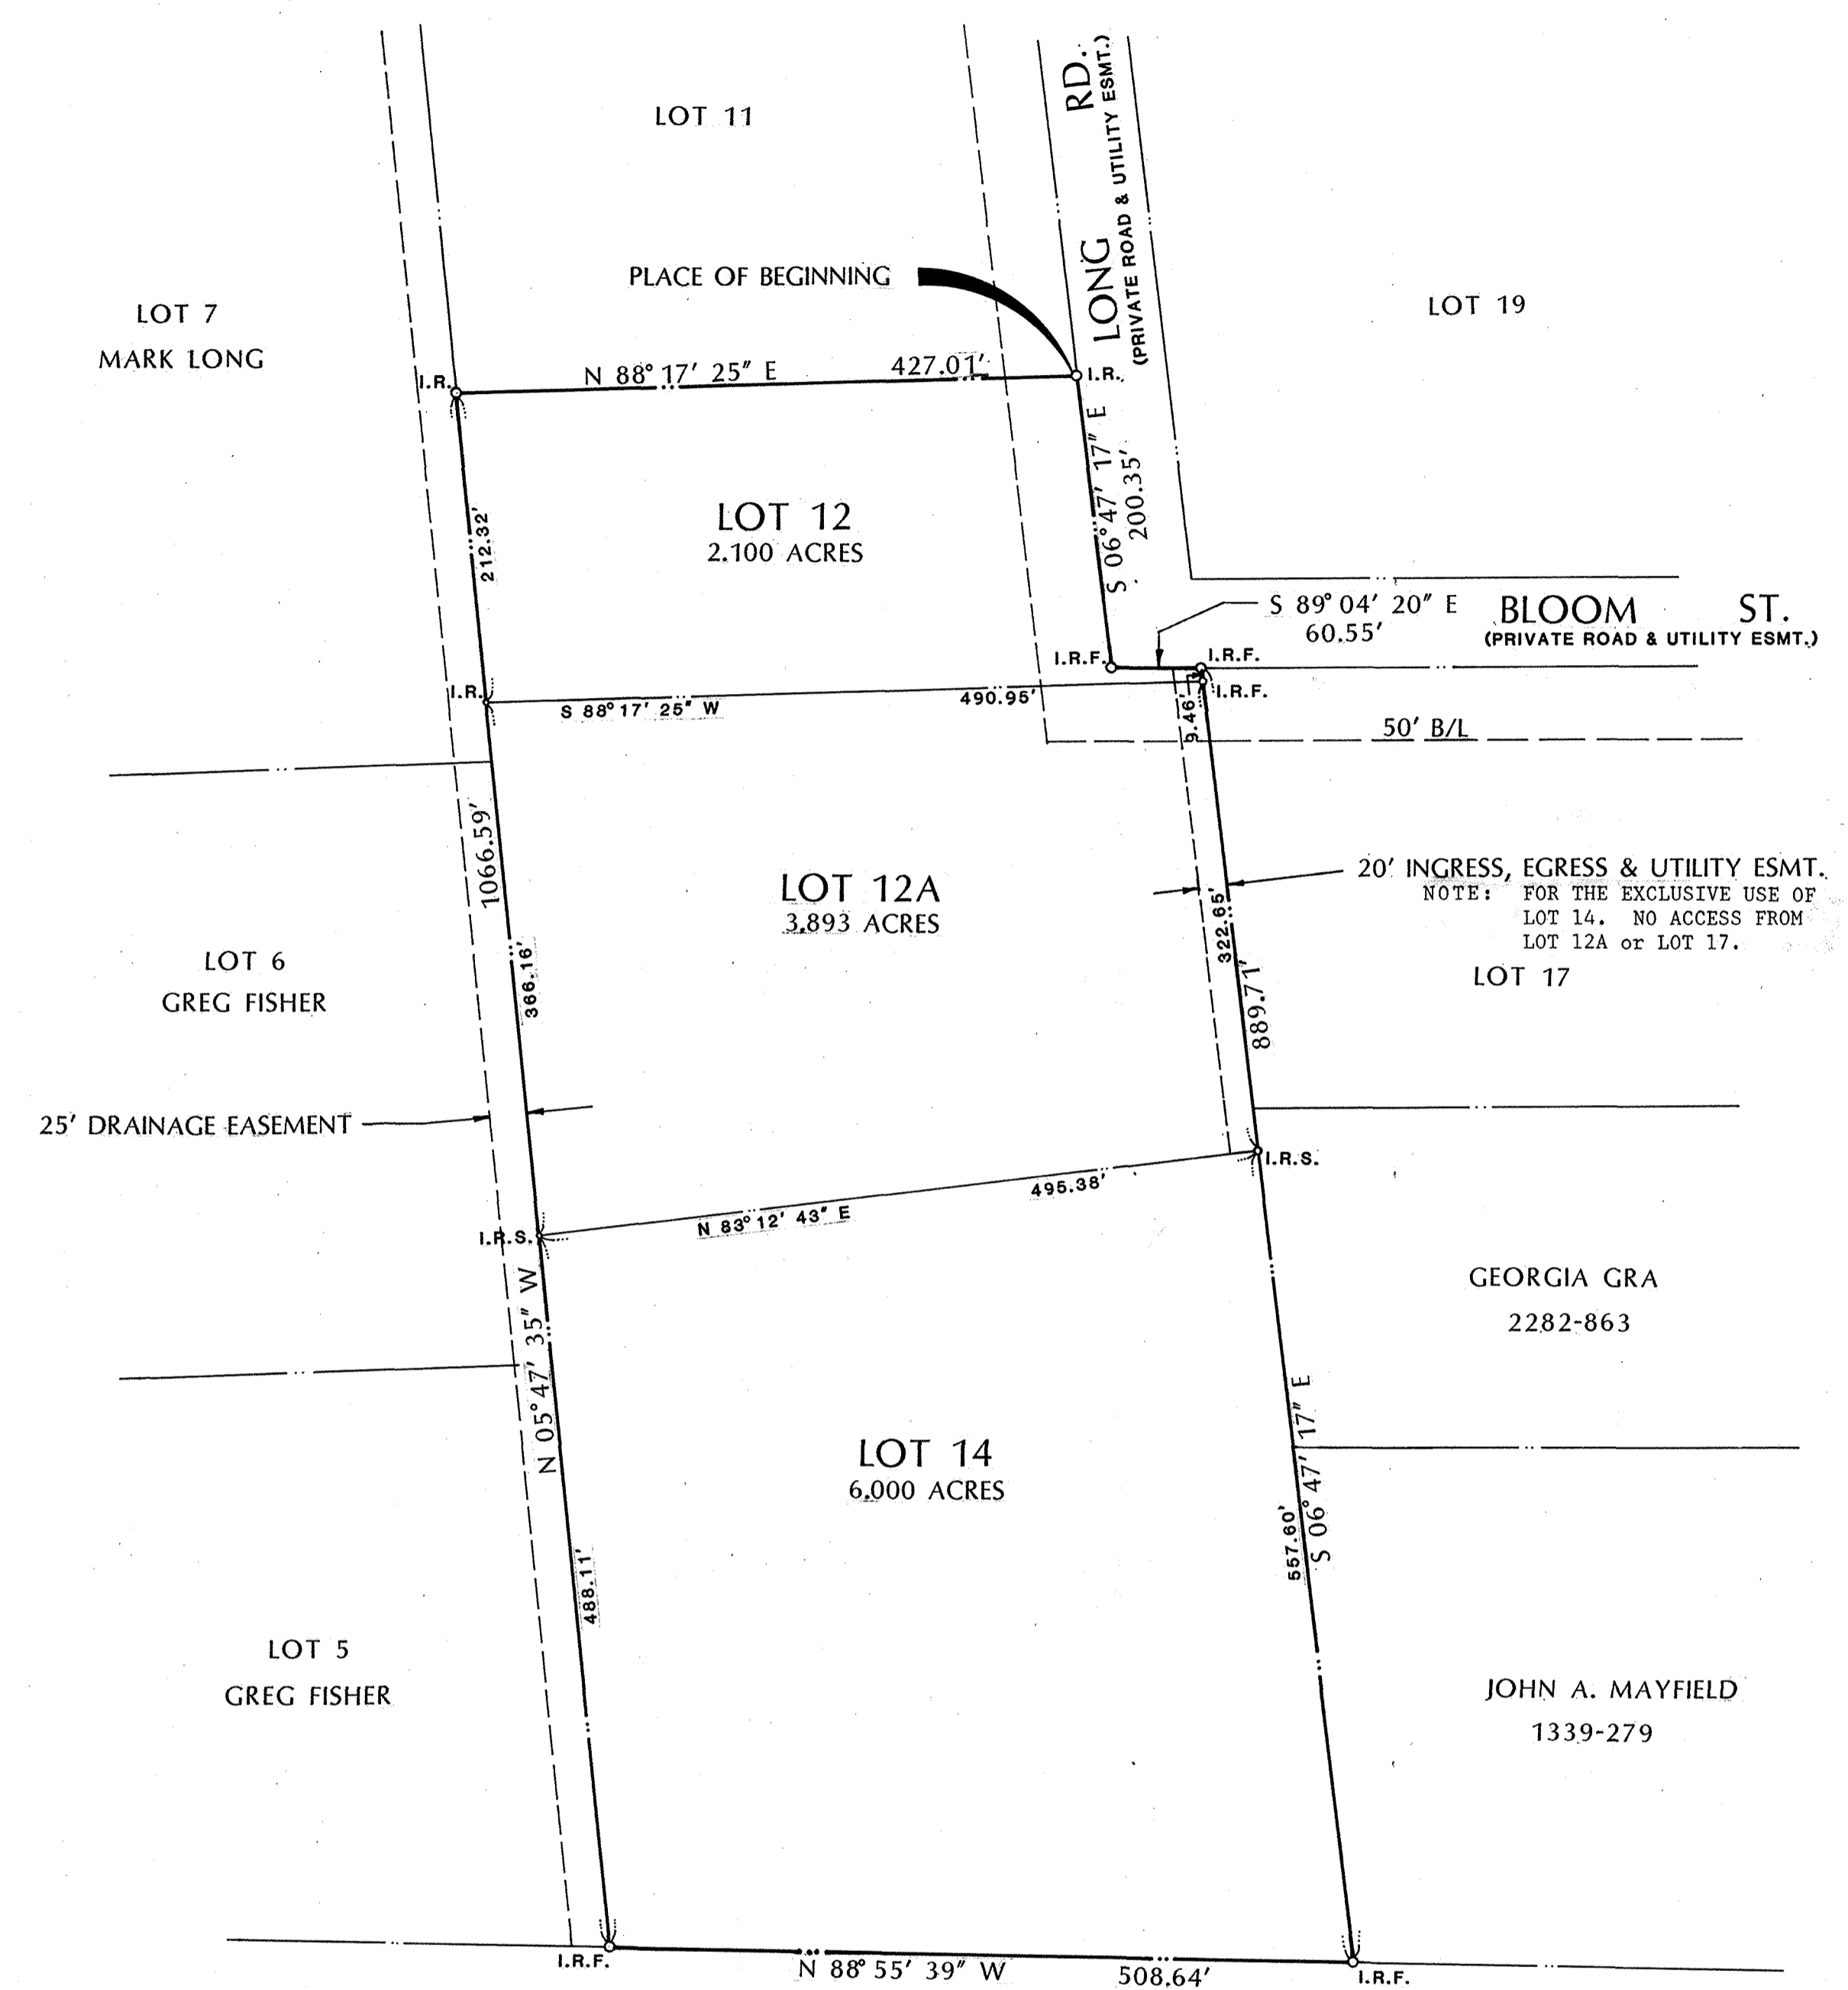 LOT 11
LONG RD.
(PRIVATE ROAD & UTILITY ESMT.)
PLACE OF BEGINNING
LOT 7
MARK LONG
LOT 19
I.R.
N 88° 17' 25" E 427.01'
I.R.
S 06° 47' 17" E
200.35'
212.32'
LOT 12
2.100 ACRES
S 89° 04' 20" E
60.55'
BLOOM ST.
(PRIVATE ROAD & UTILITY ESMT.)
I.R.F.
I.R.F.
I.R.F.
I.R.
S 88° 17' 25" W 490.95'
9.46'
50' B/L
1066.59'
LOT 12A
3.893 ACRES
20' INGRESS, EGRESS & UTILITY ESMT.
NOTE: FOR THE EXCLUSIVE USE OF
LOT 14. NO ACCESS FROM
LOT 12A or LOT 17.
322.65'
366.16'
LOT 6
GREG FISHER
LOT 17
889.71'
25' DRAINAGE EASEMENT
I.R.S.
495.38'
N 83° 12' 43" E
I.R.S.
N 05° 47' 35" W
GEORGIA GRA
2282-863
LOT 14
6.000 ACRES
S 06° 47' 17" E
557.60'
488.11'
LOT 5
GREG FISHER
JOHN A. MAYFIELD
1339-279
I.R.F.
N 88° 55' 39" W 508.64'
I.R.F.